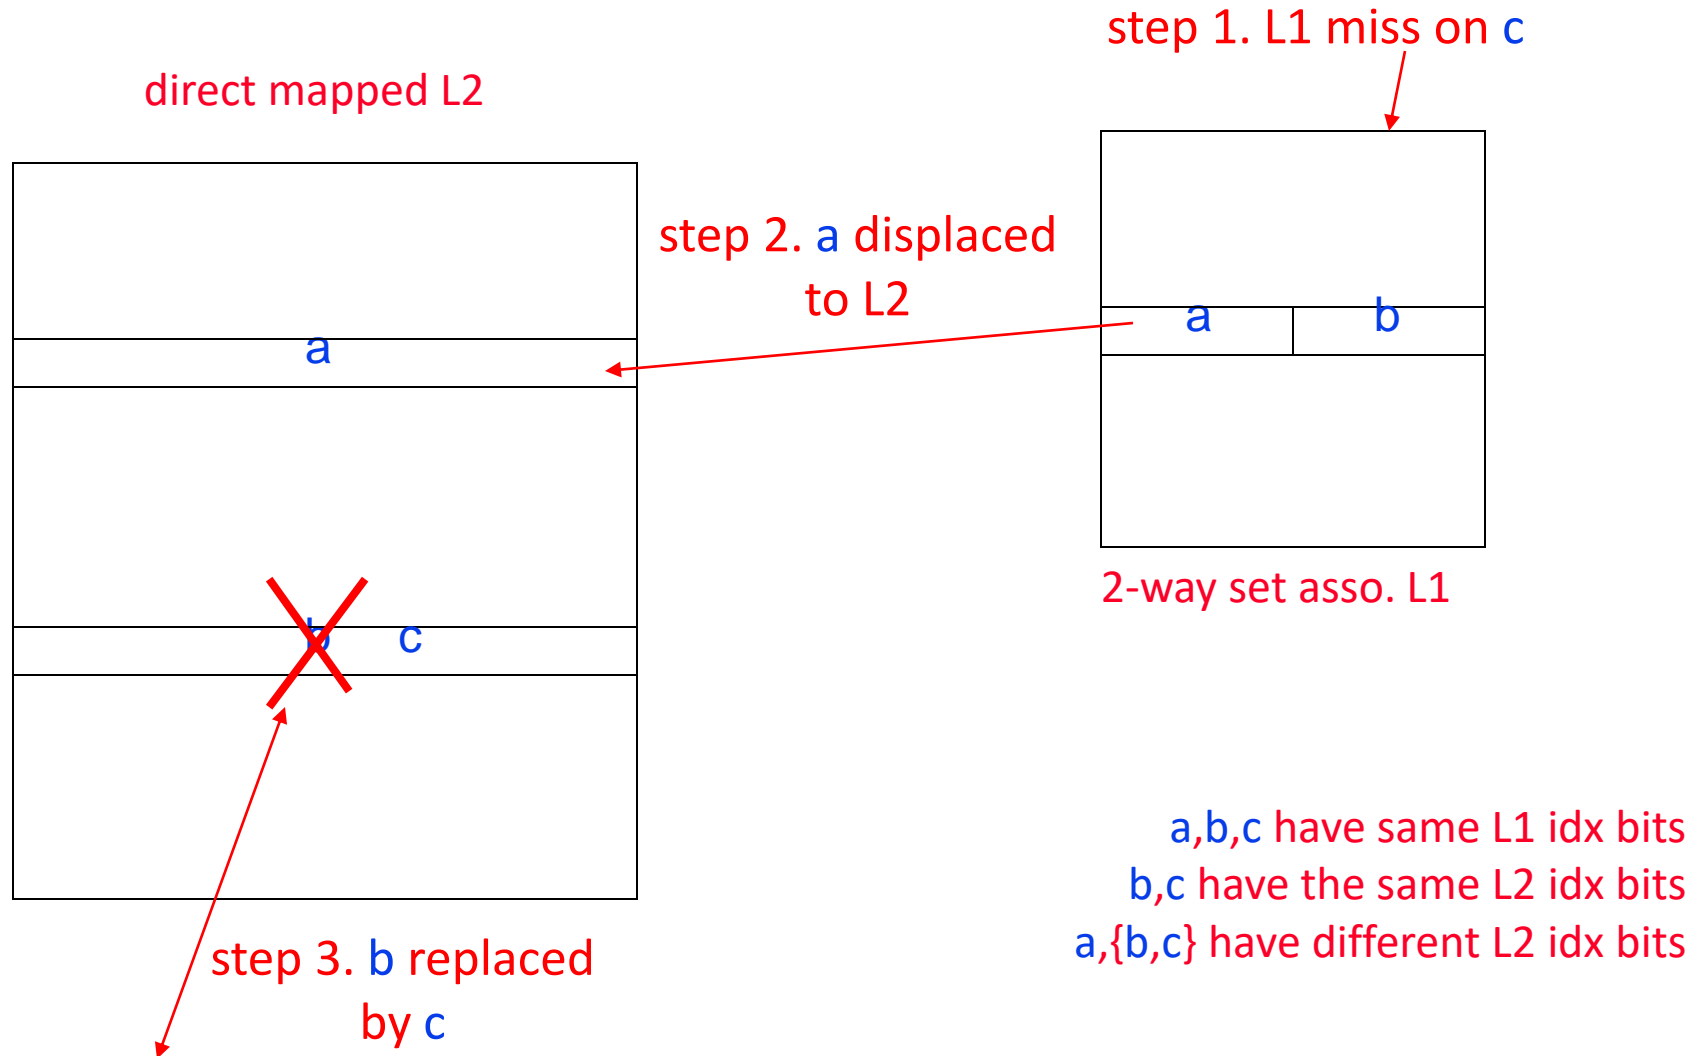 step 1. L1 miss on c
direct mapped L2
step 2. a displaced
to L2
a
b
a
2-way set asso. L1
b
c
a,b,c have same L1 idx bits
b,c have the same L2 idx bits
a,{b,c} have different L2 idx bits
step 3. b replaced
by c